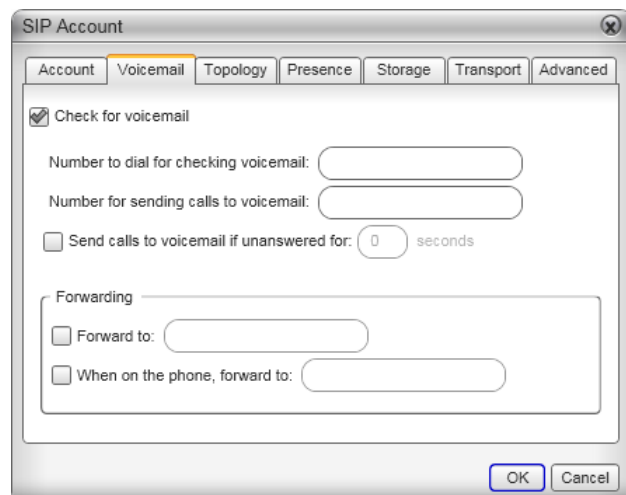 SIP Account
Account Voicemail Topology Presence Storage Transport Advanced
Check for voicemail
Number to dial for checking voicemail:
Number for sending calls to voicemail:
Send calls to voicemail if unanswered for: 0 seconds
Forwarding
Forward to:
When on the phone, forward to:
OK Cancel